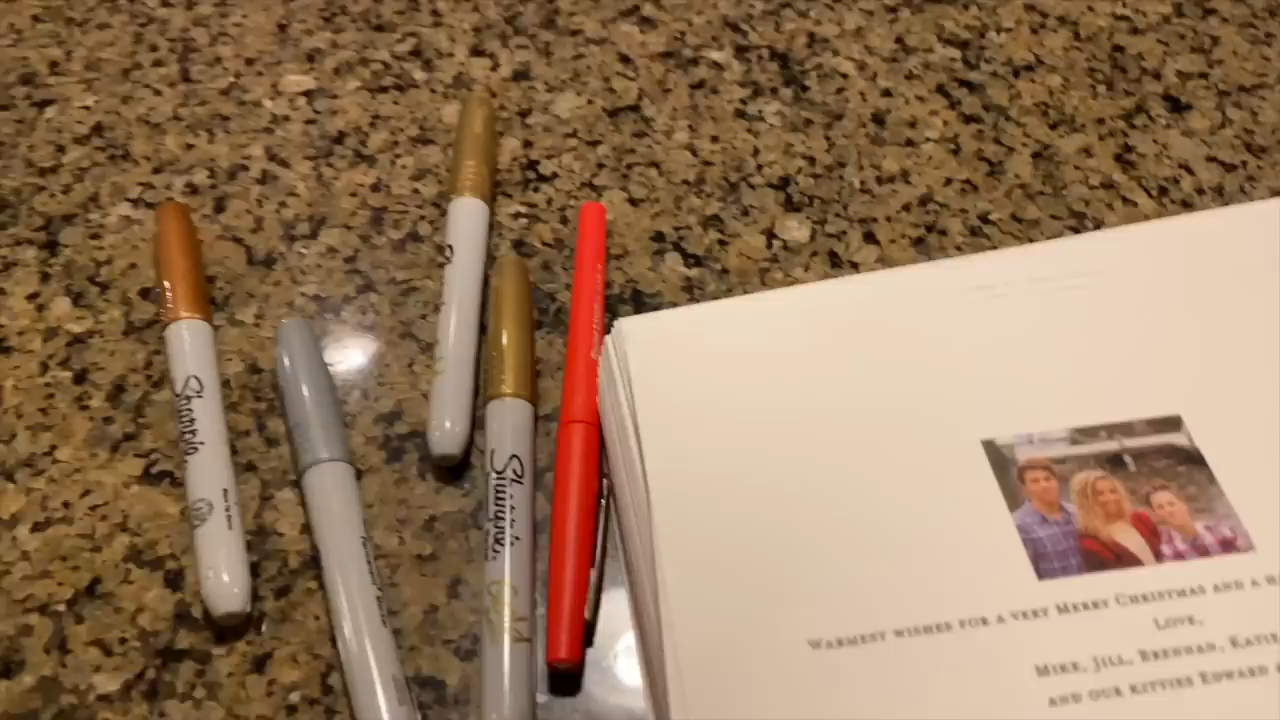 Sharpie.
Sharpie.
Warmest wishes for a very Merry Christmas and a
Love,
Mike, Jill, Brennan, Katie
and our kitties Edward